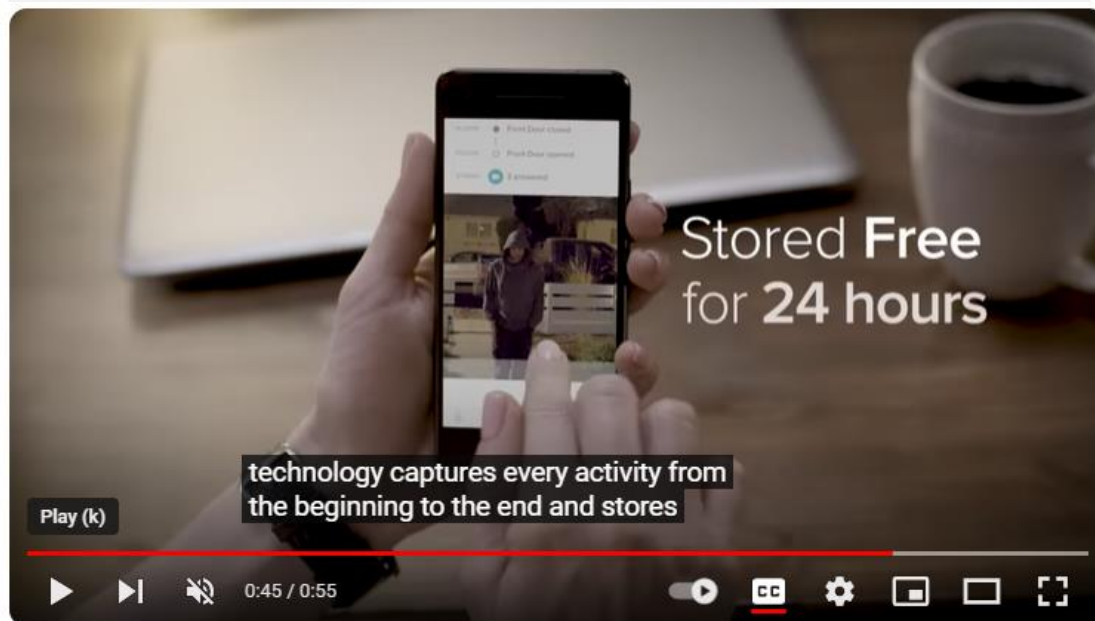 Front Door closed
Front Door opened
Stored Free
for 24 hours
technology captures every activity from
the beginning to the end and stores
Play (k)
0:45 / 0:55
CC